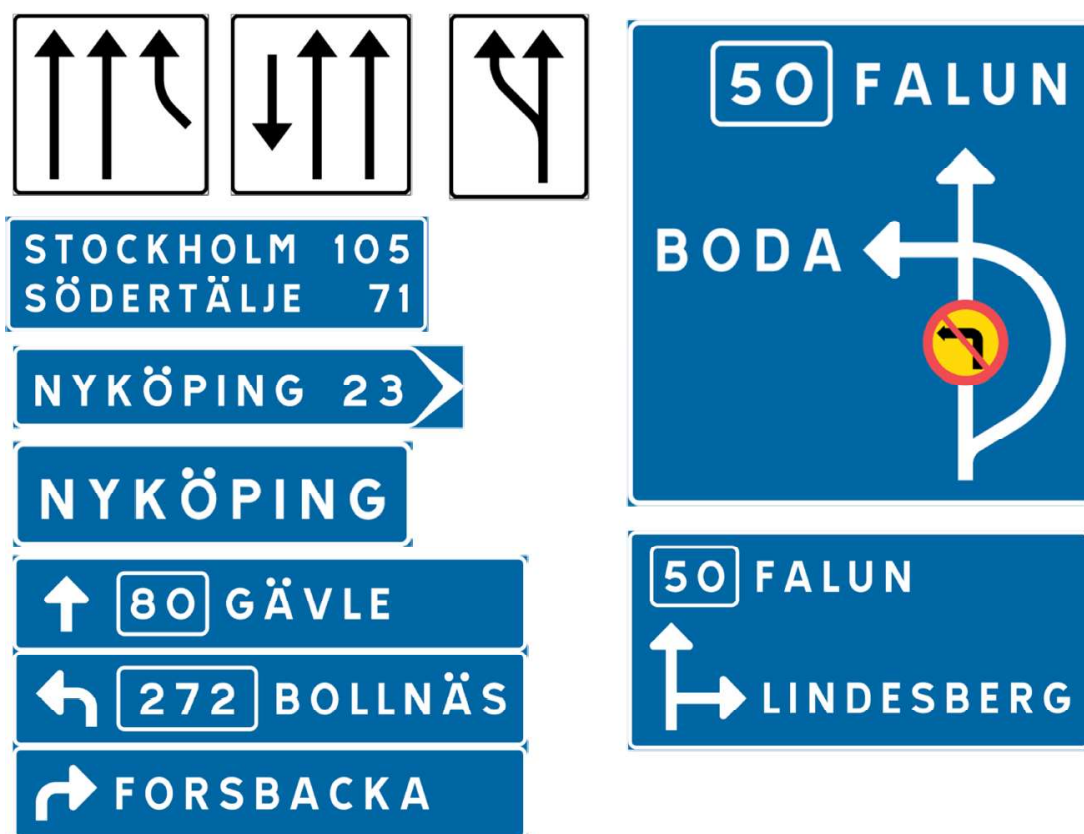 STOCKHOLM 105
SÖDERTÄLJE 71
NYKÖPING 23
NYKÖPING
80 GÄVLE
272 BOLLNÄS
FORSBACKA
50 FALUN
BODA
50 FALUN
LINDESBERG